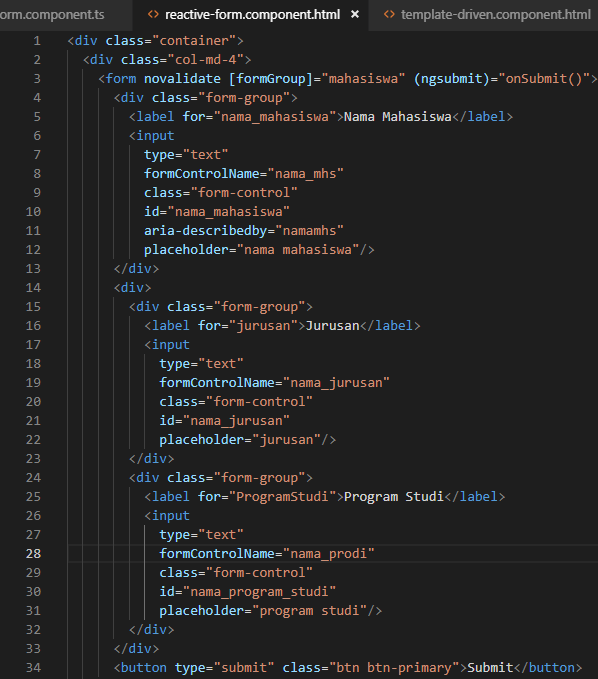 orm.component.ts <> reactive-form.component.html × <> template-driven.component.html
1 <div class="container">
2 <div class="col-md-4">
3 <form novalidate [formGroup]="mahasiswa" (ngsubmit)="onSubmit()">
4 <div class="form-group">
5 <label for="nama_mahasiswa">Nama Mahasiswa</label>
6 <input
7 type="text"
8 formControlName="nama_mhs"
9 class="form-control"
10 id="nama_mahasiswa"
11 aria-describedby="namamhs"
12 placeholder="nama mahasiswa"/>
13 </div>
14 <div>
15 <div class="form-group">
16 <label for="jurusan">Jurusan</label>
17 <input
18 type="text"
19 formControlName="nama_jurusan"
20 class="form-control"
21 id="nama_jurusan"
22 placeholder="jurusan"/>
23 </div>
24 <div class="form-group">
25 <label for="ProgramStudi">Program Studi</label>
26 <input
27 type="text"
28 formControlName="nama_prodi"
29 class="form-control"
30 id="nama_program_studi"
31 placeholder="program studi"/>
32 </div>
33 </div>
34 <button type="submit" class="btn btn-primary">Submit</button>